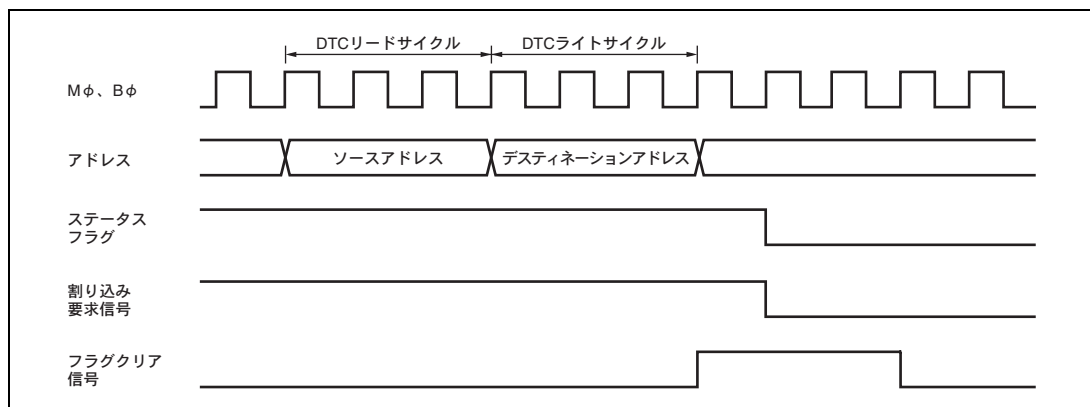 DTCリードサイクル DTCライトサイクル
Mφ、Bφ
アドレス ソースアドレス デスティネーションアドレス
ステータス
フラグ
割り込み
要求信号
フラグクリア
信号